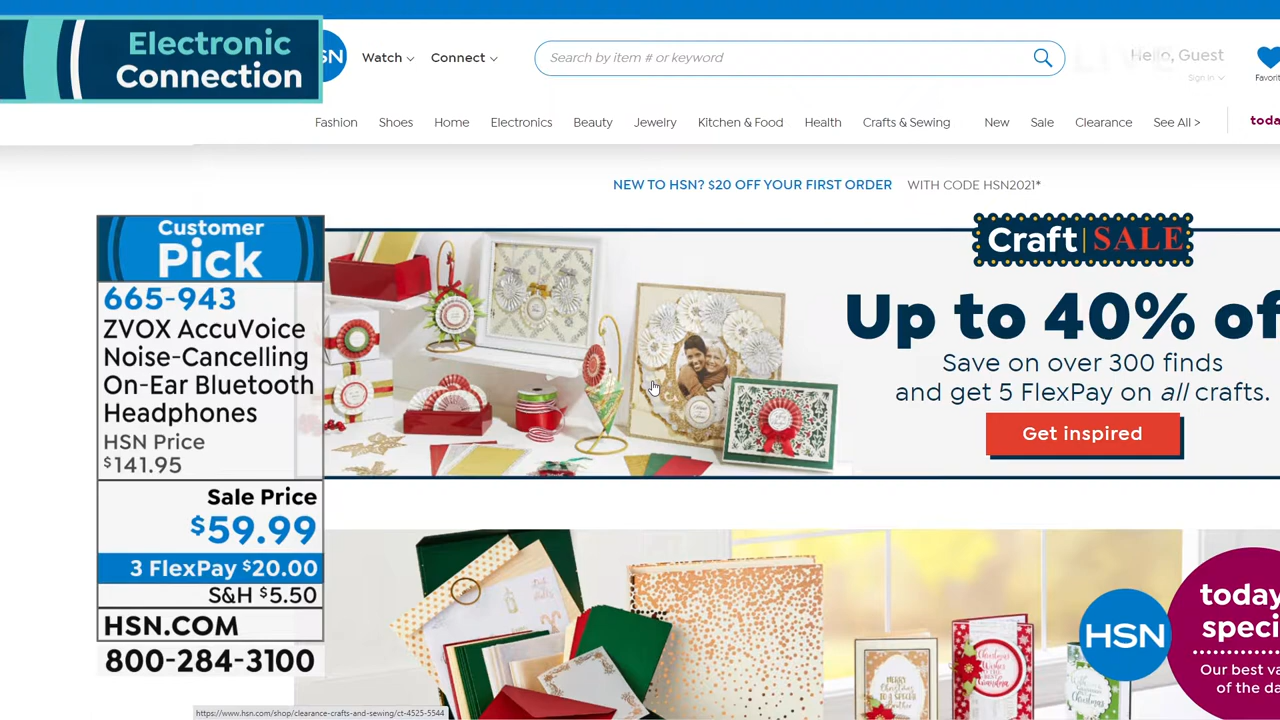 Electronic
Connection
SN
Watch
Connect
Search by item # or keyword
Hello, Guest
Sign In
Favorit
Fashion
Shoes
Home
Electronics
Beauty
Jewelry
Kitchen & Food
Health
Crafts & Sewing
New
Sale
Clearance
See All >
toda
NEW TO HSN? $20 OFF YOUR FIRST ORDER
WITH CODE HSN2021*
Customer
Pick
665-943
ZVOX AccuVoice
Noise-Cancelling
On-Ear Bluetooth
Headphones
HSN Price
$141.95
Sale Price
$59.99
3 FlexPay $20.00
S&H $5.50
HSN.COM
800-284-3100
Craft SALE
Up to 40% of
Save on over 300 finds
and get 5 FlexPay on all crafts.
Get inspired
HSN
today
speci
Our best va
of the da
https://www.hsn.com/shop/clearance-crafts-and-sewing/ct-4525-5544